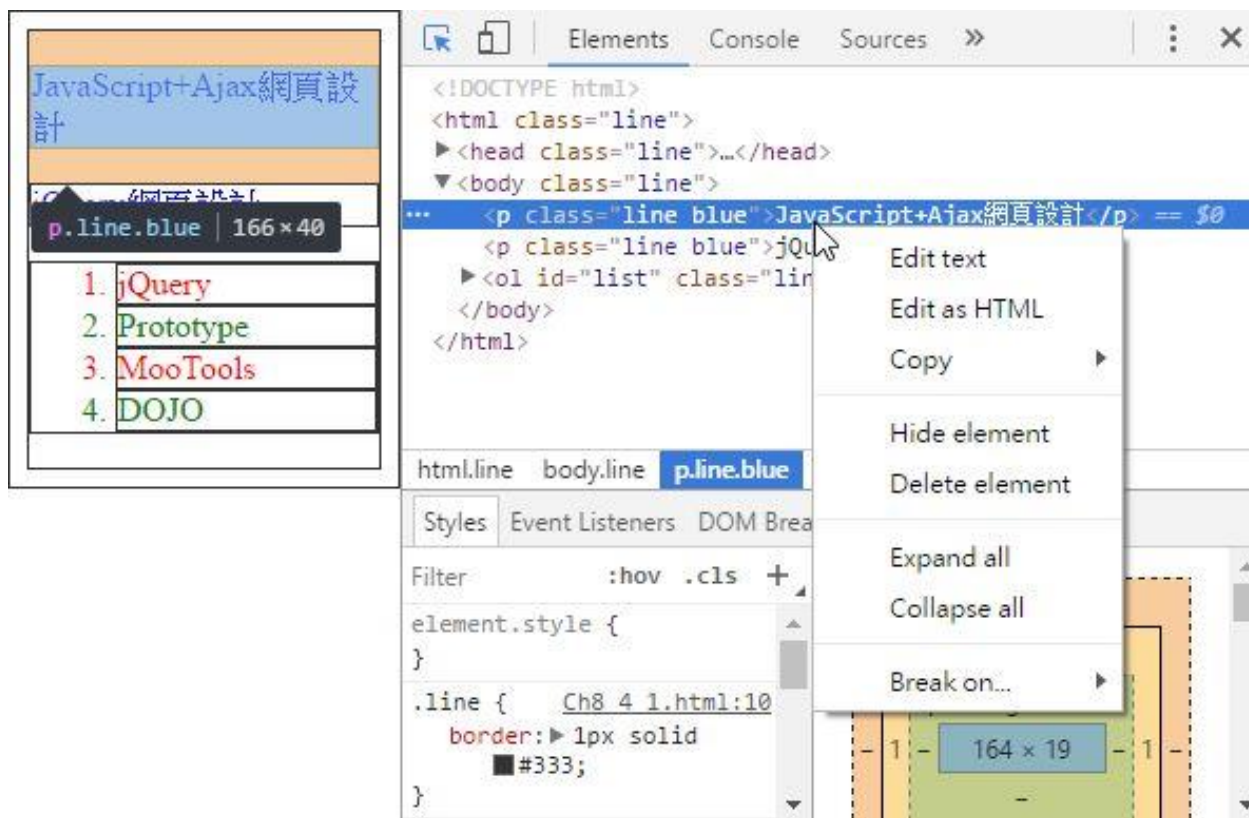 JavaScript+Ajax網頁設
計
p.line.blue 166×40
1. jQuery
2. Prototype
3. MooTools
4. DOJO
Elements Console Sources »
<!DOCTYPE html>
<html class="line">
▶<head class="line">…</head>
▼<body class="line">
••• <p class="line blue">JavaScript+Ajax網頁設計</p> == $0
<p class="line blue">jQu
▶<ol id="list" class="lin
</body>
</html>
Edit text
Edit as HTML
Copy
Hide element
Delete element
Expand all
Collapse all
Break on...
html.line body.line p.line.blue
Styles Event Listeners DOM Brea
Filter :hov .cls +
element.style {
}
.line { Ch8 4 1.html:10
border:▶ 1px solid
#333;
}
- 1 - 164 × 19 - 1 -
-